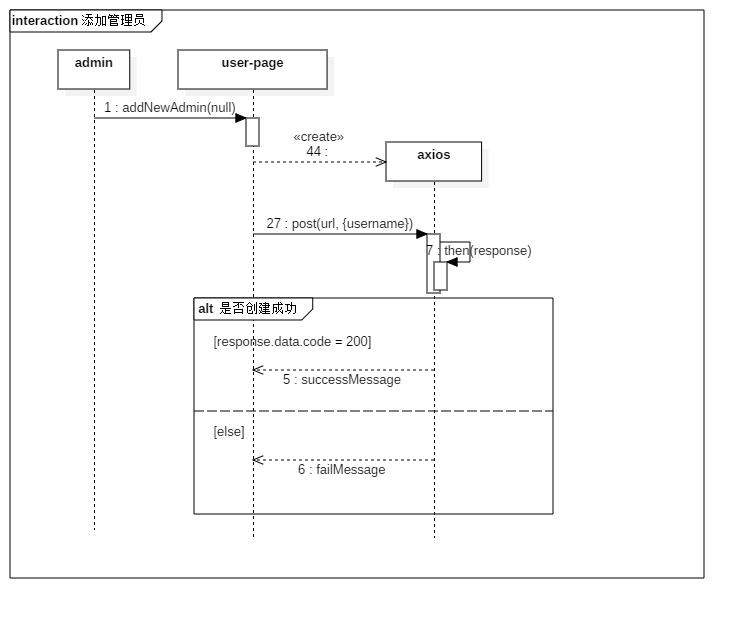 interaction 添加管理员
admin
user-page
1 : addNewAdmin(null)
«create»
44 :
axios
27 : post(url, {username})
7 : then(response)
alt 是否创建成功
[response.data.code = 200]
5 : successMessage
[else]
6 : failMessage